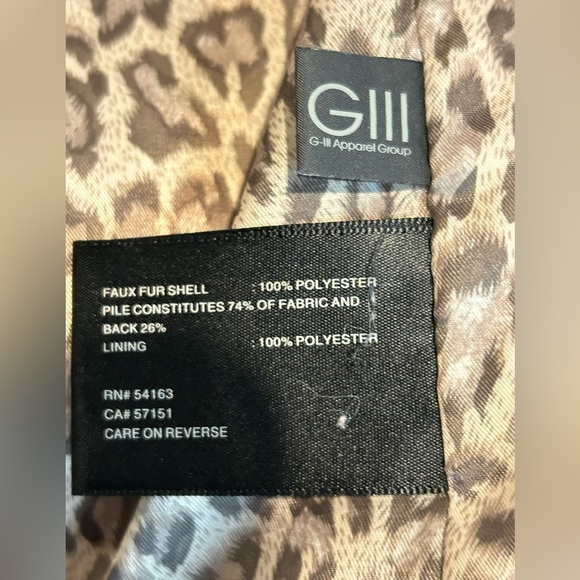 GIII
G-III Apparel Group
FAUX FUR SHELL : 100% POLYESTER
PILE CONSTITUTES 74% OF FABRIC AND
BACK 26%
LINING : 100% POLYESTER
RN# 54163
CA# 57151
CARE ON REVERSE